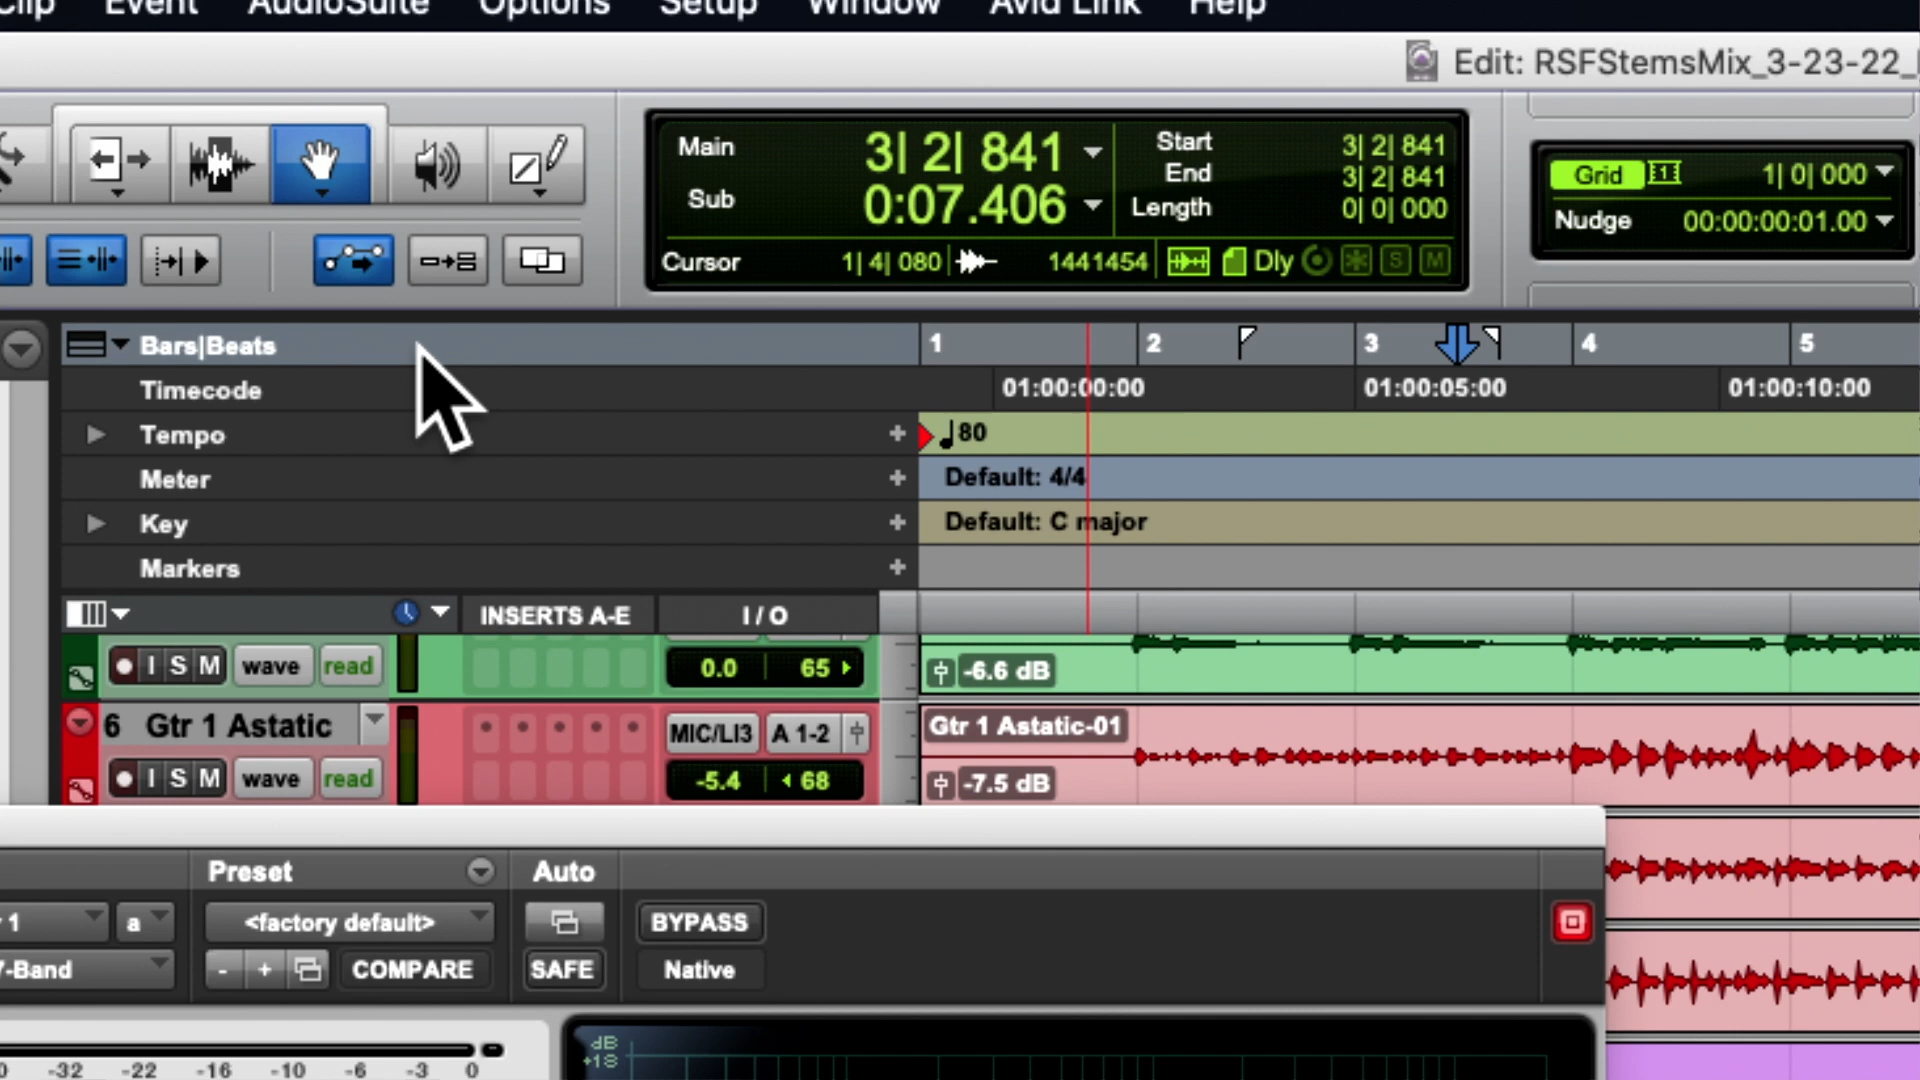 Clip Event AudioSuite Options Setup Window Avid Link Help
Edit: RSFStemsMix_3-23-22_
Main 3| 2| 841
Sub 0:07.406
Start 3| 2| 841
End 3| 2| 841
Length 0| 0| 000
Cursor 1| 4| 080 1441454 Dly S M
Grid 1| 0| 000
Nudge 00:00:00:01.00
Bars|Beats 1 2 3 4 5
Timecode 01:00:00:00 01:00:05:00 01:00:10:00
Tempo + 80
Meter + Default: 4/4
Key + Default: C major
Markers +
INSERTS A-E I / O
I S M wave read 0.0 65 -6.6 dB
6 Gtr 1 Astatic MIC/LI3 A 1-2 Gtr 1 Astatic-01
I S M wave read -5.4 68 -7.5 dB
Preset Auto
1 a <factory default> BYPASS
7-Band - + COMPARE SAFE Native
dB
+18
-32 -22 -16 -10 -6 -3 0